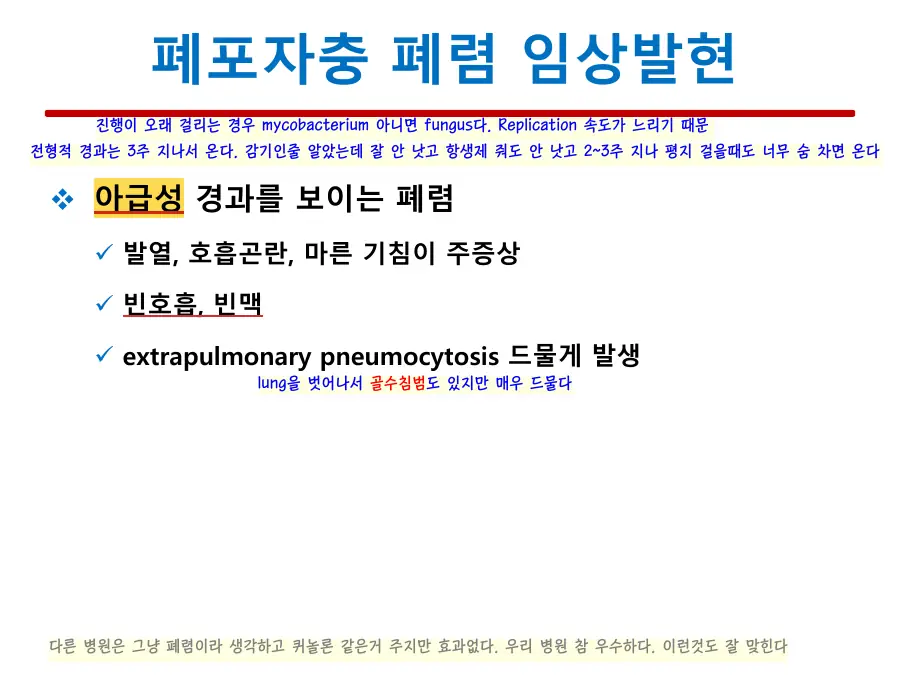 폐포자충 폐렴 임상발현
진행이 오래 걸리는 경우 mycobacterium 아니면 fungus다. Replication 속도가 느리기 때문
전형적 경과는 3주 지나서 온다. 감기인줄 알았는데 잘 안 낫고 항생제 줘도 안 낫고 2~3주 지나 평지 걸을때도 너무 숨 차면 온다
❖ 아급성 경과를 보이는 폐렴
✓ 발열, 호흡곤란, 마른 기침이 주증상
✓ 빈호흡, 빈맥
✓ extrapulmonary pneumocytosis 드물게 발생
lung을 벗어나서 골수침범도 있지만 매우 드물다
다른 병원은 그냥 폐렴이라 생각하고 퀴놀론 같은거 주지만 효과없다. 우리 병원 참 우수하다. 이런것도 잘 맞힌다